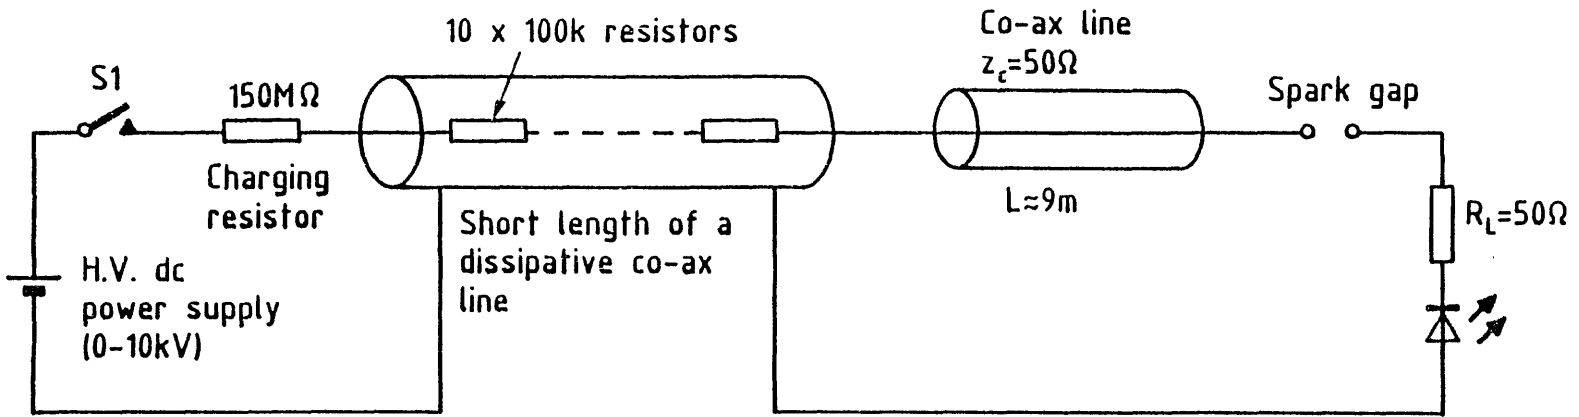 10 x 100k resistors
Co-ax line
z_c=50Ω
S1
150MΩ
Spark gap
Charging
resistor
Short length of a
dissipative co-ax
line
L≈9m
R_L=50Ω
H.V. dc
power supply
(0-10kV)